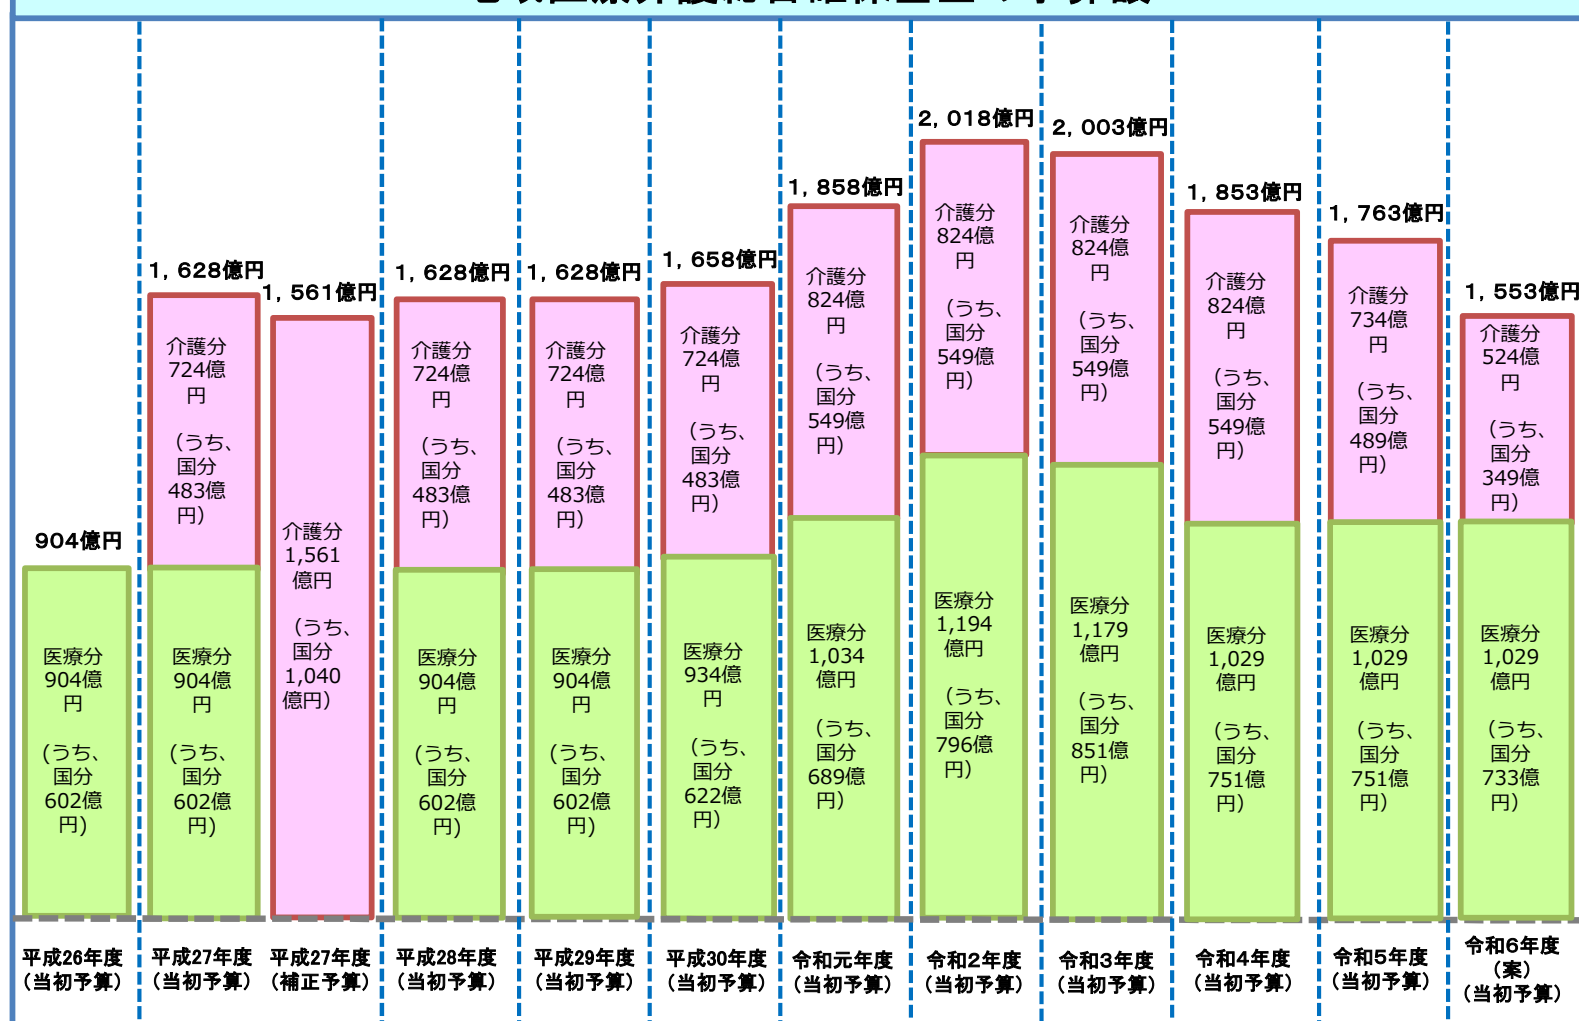 904億円
医療分
904億
円
(うち、
国分
602億
円)
平成26年度
(当初予算)
1,628億円
介護分
724億
円
(うち、
国分
483億
円)
医療分
904億
円
(うち、
国分
602億
円)
平成27年度
(当初予算)
1,561億円
介護分
1,561
億円
(うち、
国分
1,040
億円)
平成27年度
(補正予算)
1,628億円
介護分
724億
円
(うち、
国分
483億
円)
医療分
904億
円
(うち、
国分
602億
円)
平成28年度
(当初予算)
1,628億円
介護分
724億
円
(うち、
国分
483億
円)
医療分
904億
円
(うち、
国分
602億
円)
平成29年度
(当初予算)
1,658億円
介護分
724億
円
(うち、
国分
483億
円)
医療分
934億
円
(うち、
国分
622億
円)
平成30年度
(当初予算)
1,858億円
介護分
824億
円
(うち、
国分
549億
円)
医療分
1,034
億円
(うち、
国分
689億
円)
令和元年度
(当初予算)
2,018億円
介護分
824億
円
(うち、
国分
549億
円)
医療分
1,194
億円
(うち、
国分
796億
円)
令和2年度
(当初予算)
2,003億円
介護分
824億
円
(うち、
国分
549億
円)
医療分
1,179
億円
(うち、
国分
851億
円)
令和3年度
(当初予算)
1,853億円
介護分
824億
円
(うち、
国分
549億
円)
医療分
1,029
億円
(うち、
国分
751億
円)
令和4年度
(当初予算)
1,763億円
介護分
734億
円
(うち、
国分
489億
円)
医療分
1,029
億円
(うち、
国分
751億
円)
令和5年度
(当初予算)
1,553億円
介護分
524億
円
(うち、
国分
349億
円)
医療分
1,029
億円
(うち、
国分
733億
円)
令和6年度
(案)
(当初予算)